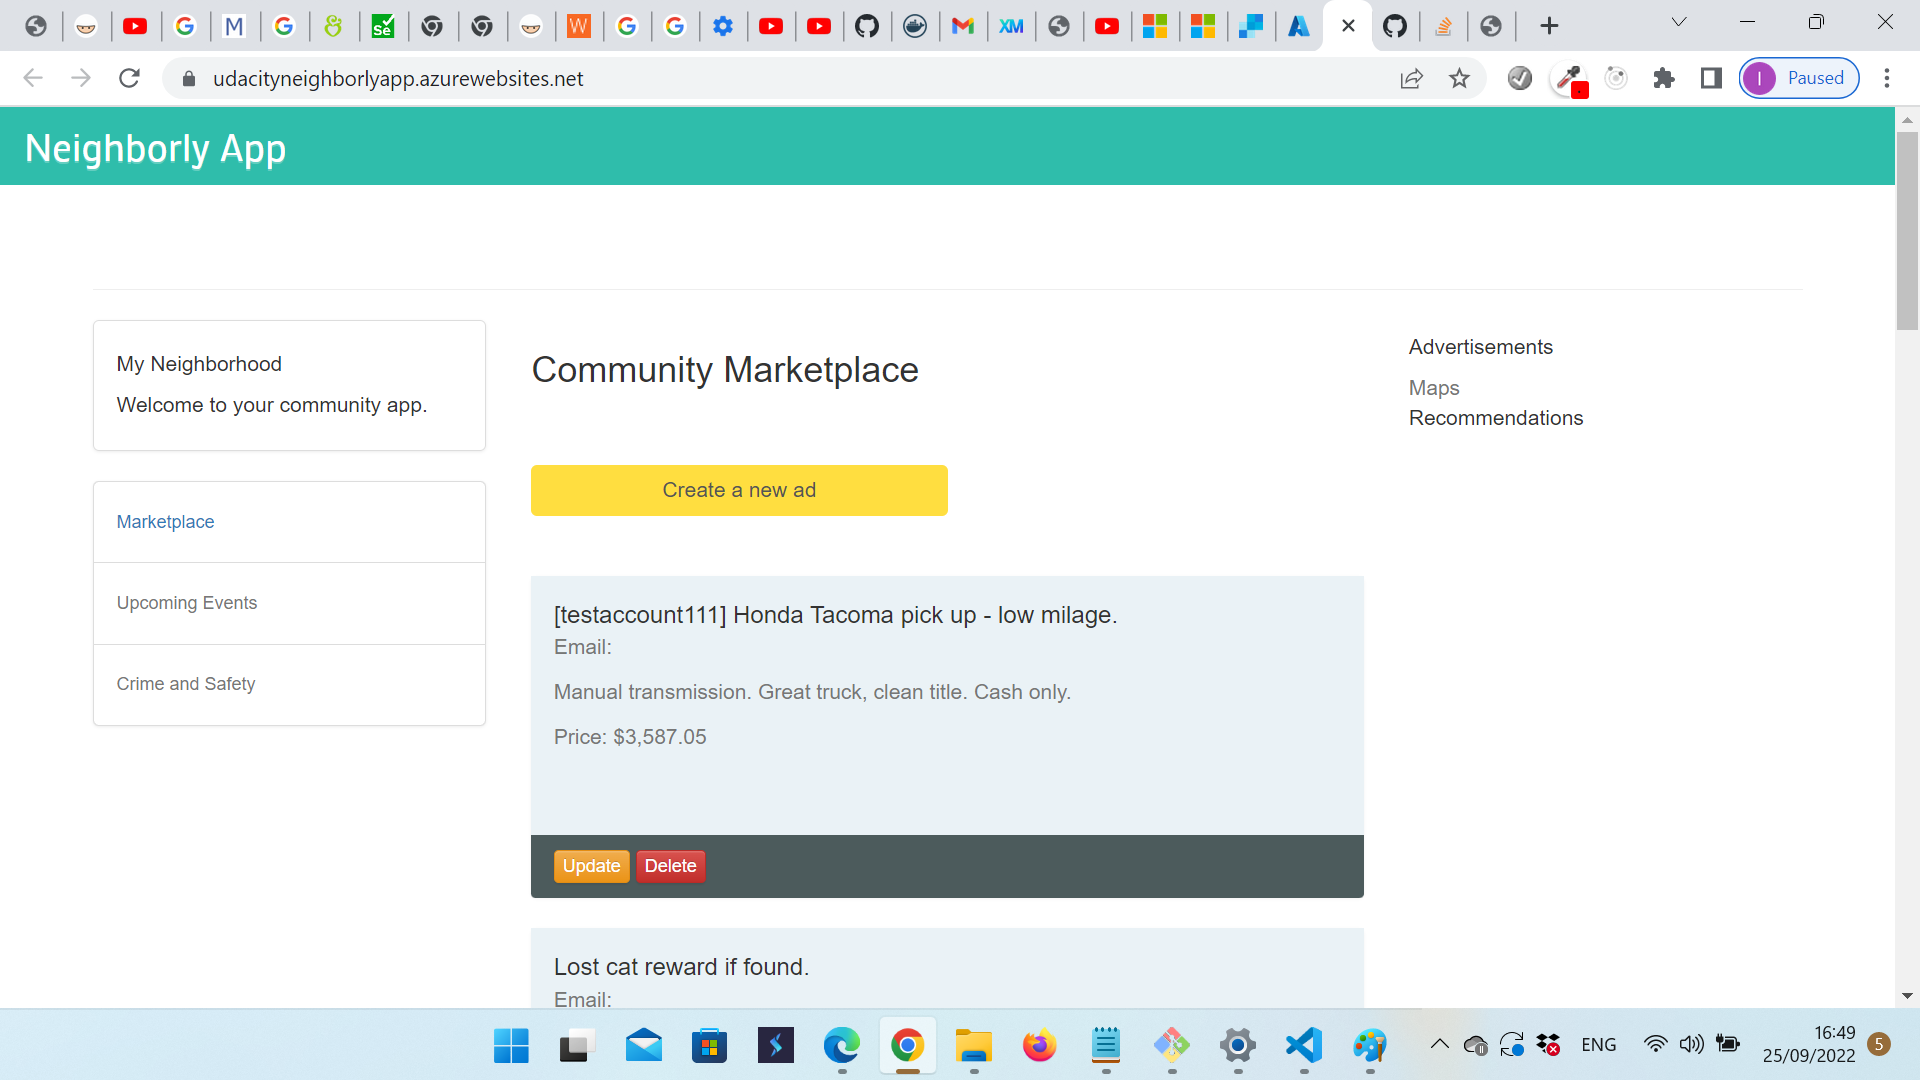 M
Se
W
XM
udacityneighborlyapp.azurewebsites.net
I
Paused
Neighborly App
My Neighborhood
Welcome to your community app.
Marketplace
Upcoming Events
Crime and Safety
Community Marketplace
Create a new ad
[testaccount111] Honda Tacoma pick up - low milage.
Email:
Manual transmission. Great truck, clean title. Cash only.
Price: $3,587.05
Update
Delete
Lost cat reward if found.
Email:
Advertisements
Maps
Recommendations
ENG
16:49
25/09/2022
5